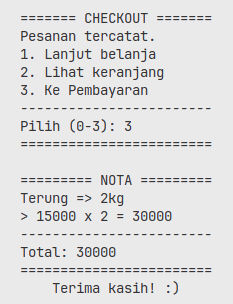 ======= CHECKOUT =======
Pesanan tercatat.
1. Lanjut belanja
2. Lihat keranjang
3. Ke Pembayaran
------------------------
Pilih (0-3): 3
========================

========= NOTA =========
Terung => 2kg
> 15000 x 2 = 30000
------------------------
Total: 30000
========================
    Terima kasih! :)